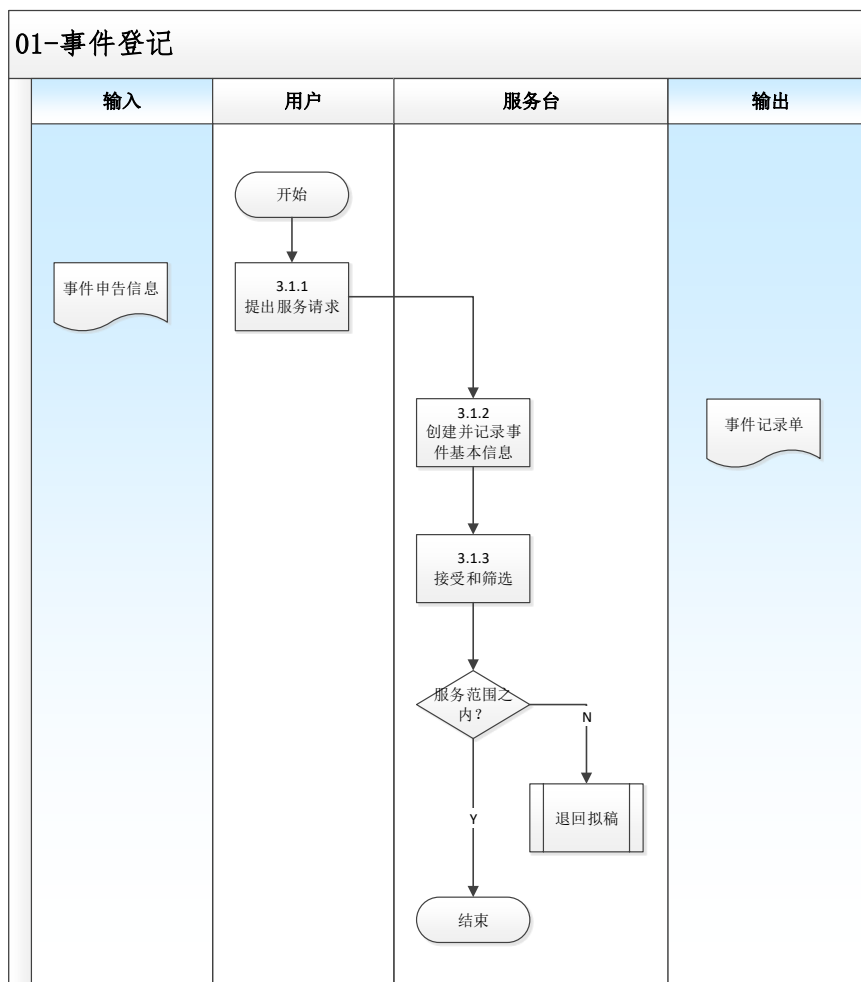 01-事件登记
输入
用户
服务台
输出
开始
事件申告信息
3.1.1
提出服务请求
3.1.2
创建并记录事
件基本信息
事件记录单
3.1.3
接受和筛选
服务范围之
内？
N
退回拟稿
Y
结束